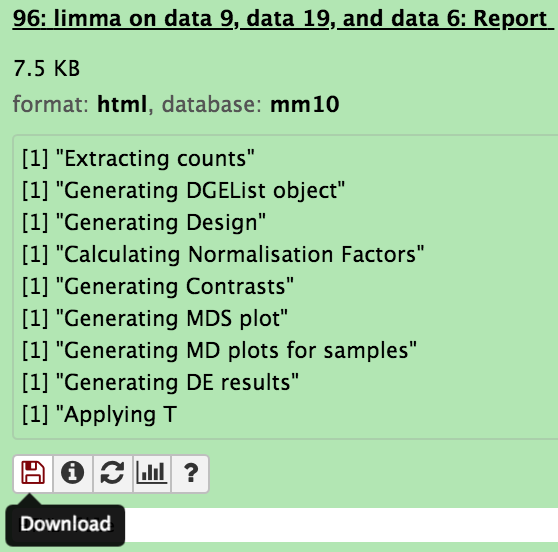 96: limma on data 9, data 19, and data 6: Report
7.5 KB
format: html, database: mm10
[1] "Extracting counts"
[1] "Generating DGEList object"
[1] "Generating Design"
[1] "Calculating Normalisation Factors"
[1] "Generating Contrasts"
[1] "Generating MDS plot"
[1] "Generating MD plots for samples"
[1] "Generating DE results"
[1] "Applying T
?
Download